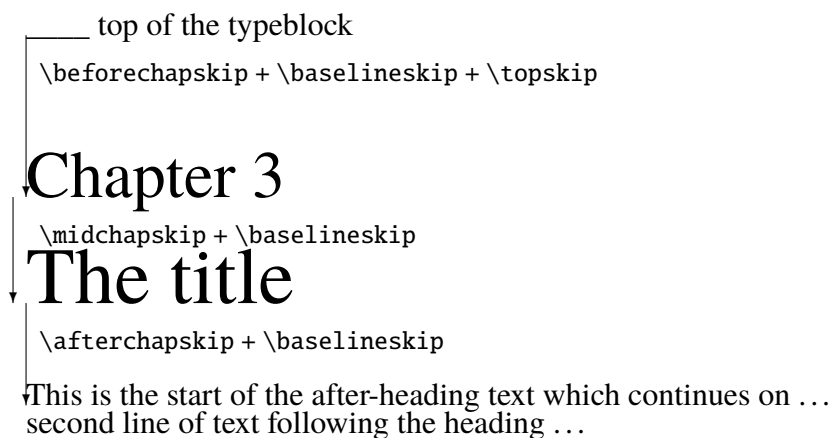 ____ top of the typeblock
\beforechapskip + \baselineskip + \topskip
Chapter 3
\midchapskip + \baselineskip
The title
\afterchapskip + \baselineskip
This is the start of the after-heading text which continues on …
second line of text following the heading …